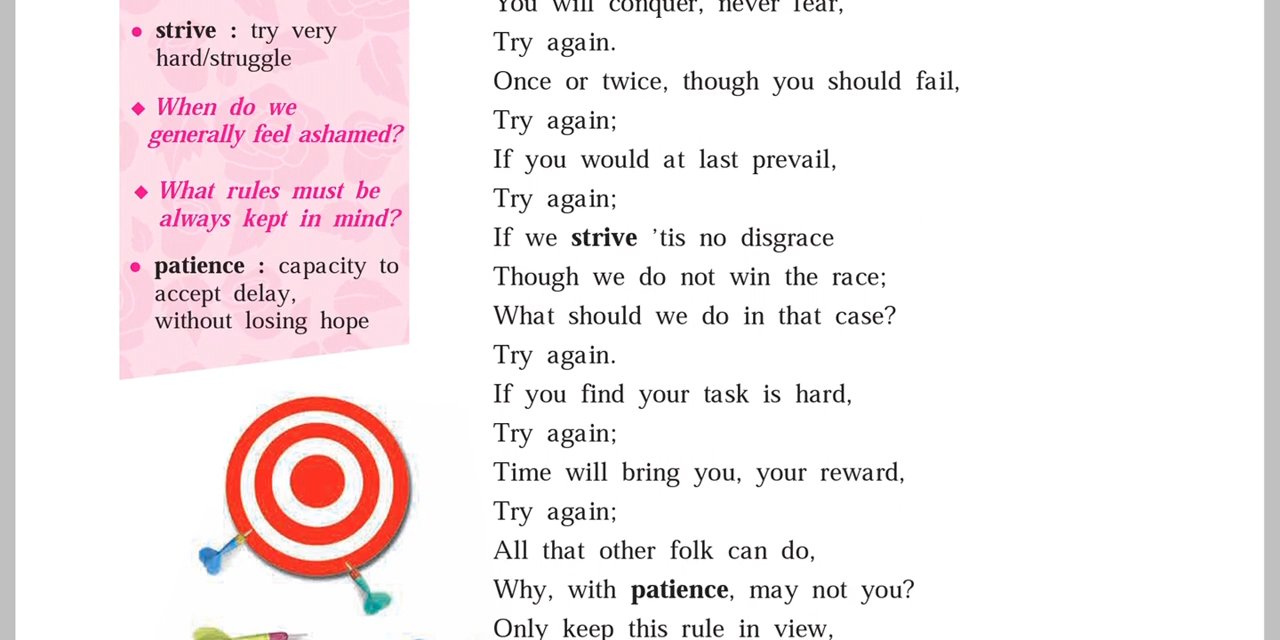 • strive : try very
hard/struggle
◆ When do we
generally feel ashamed?
◆ What rules must be
always kept in mind?
• patience : capacity to
accept delay,
without losing hope
You will conquer, never fear,
Try again.
Once or twice, though you should fail,
Try again;
If you would at last prevail,
Try again;
If we strive ’tis no disgrace
Though we do not win the race;
What should we do in that case?
Try again.
If you find your task is hard,
Try again;
Time will bring you, your reward,
Try again;
All that other folk can do,
Why, with patience, may not you?
Only keep this rule in view,